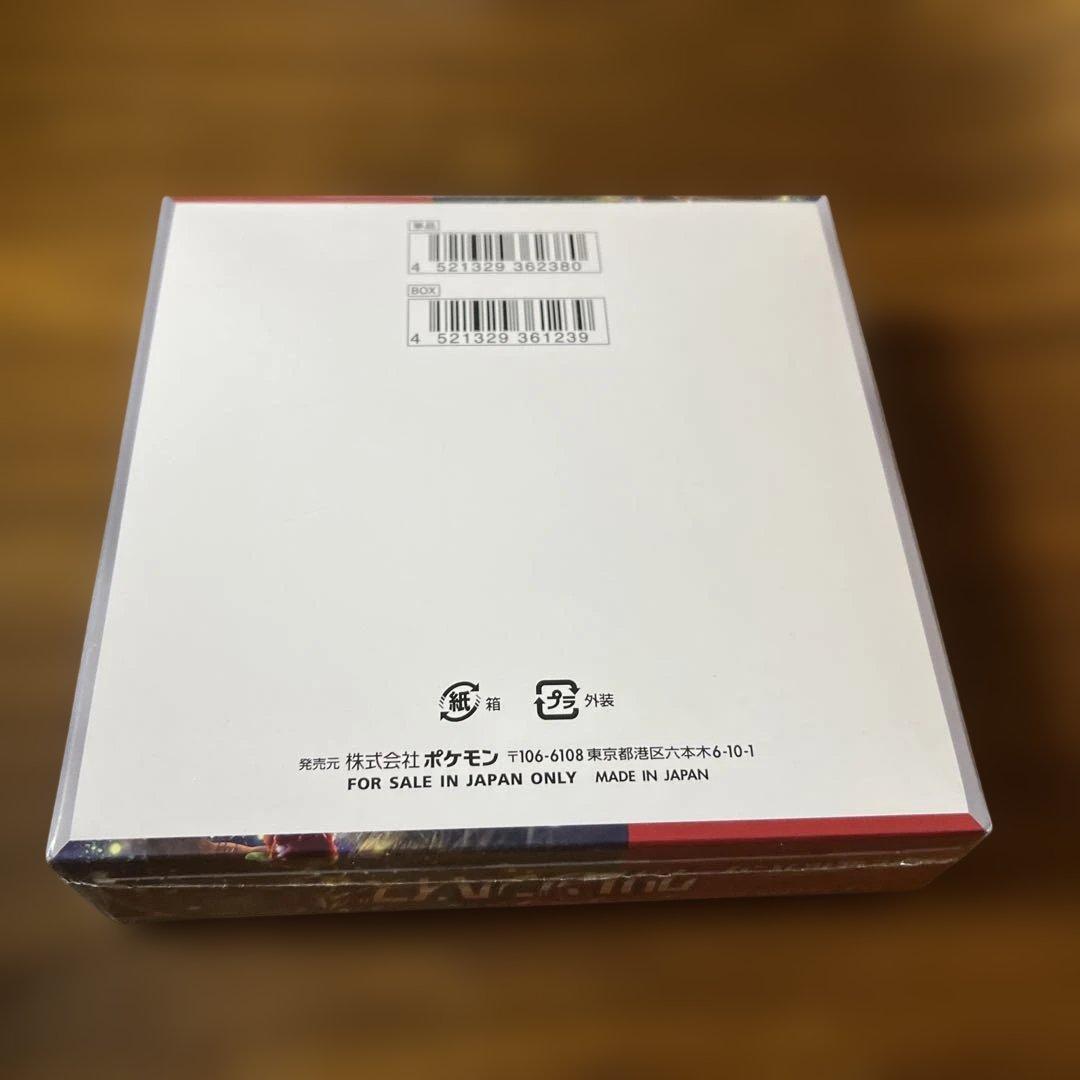 単品
4 521329 362380
BOX
4 521329 361239
紙 箱 プラ 外装
発売元 株式会社 ポケモン 〒106-6108 東京都港区六本木6-10-1
FOR SALE IN JAPAN ONLY MADE IN JAPAN